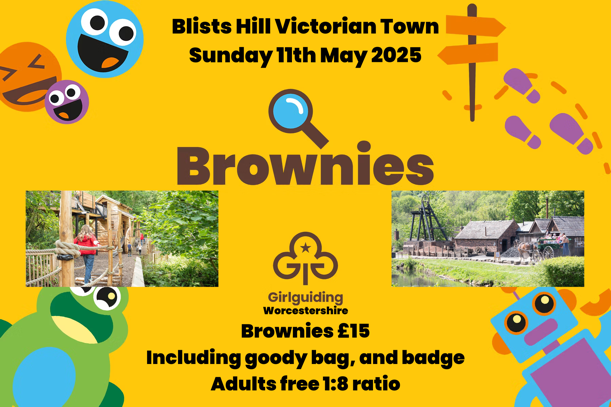 Blists Hill Victorian Town
Sunday 11th May 2025
Brownies
Girlguiding
Worcestershire
Brownies £15
Including goody bag, and badge
Adults free 1:8 ratio